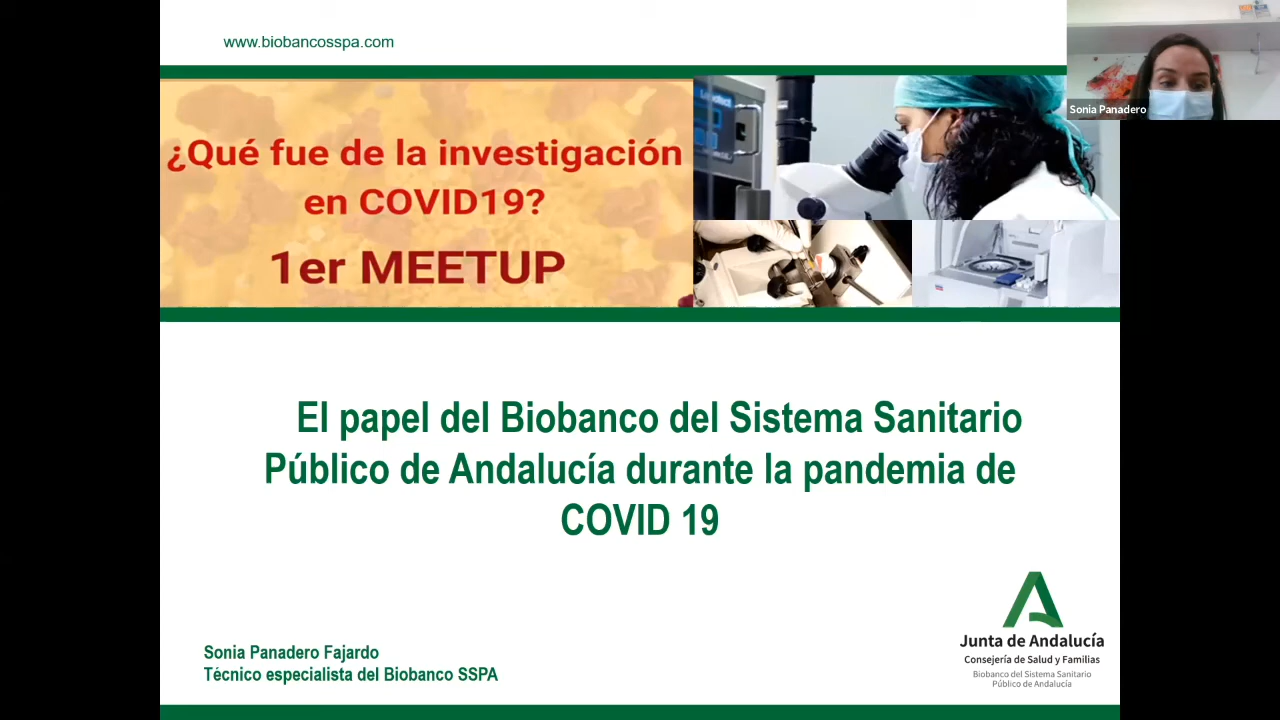 www.biobancosspa.com
Sonia Panadero
¿Qué fue de la investigación
en COVID19?
1er MEETUP
El papel del Biobanco del Sistema Sanitario
Público de Andalucía durante la pandemia de
COVID 19
Sonia Panadero Fajardo
Técnico especialista del Biobanco SSPA
Junta de Andalucía
Consejería de Salud y Familias
Biobanco del Sistema Sanitario
Público de Andalucía